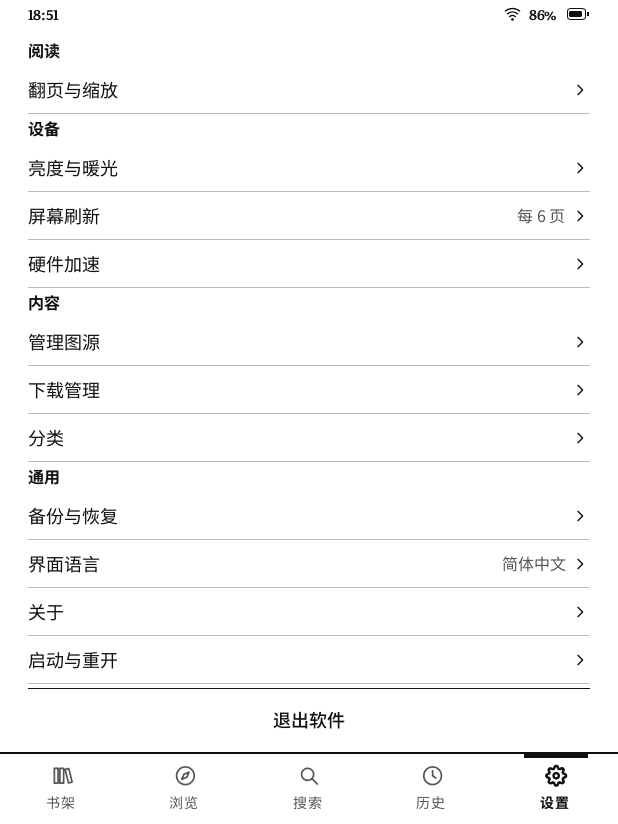 18:51 86%
阅读
翻页与缩放
设备
亮度与暖光
屏幕刷新 每 6 页
硬件加速
内容
管理图源
下载管理
分类
通用
备份与恢复
界面语言 简体中文
关于
启动与重开
退出软件
书架 浏览 搜索 历史 设置